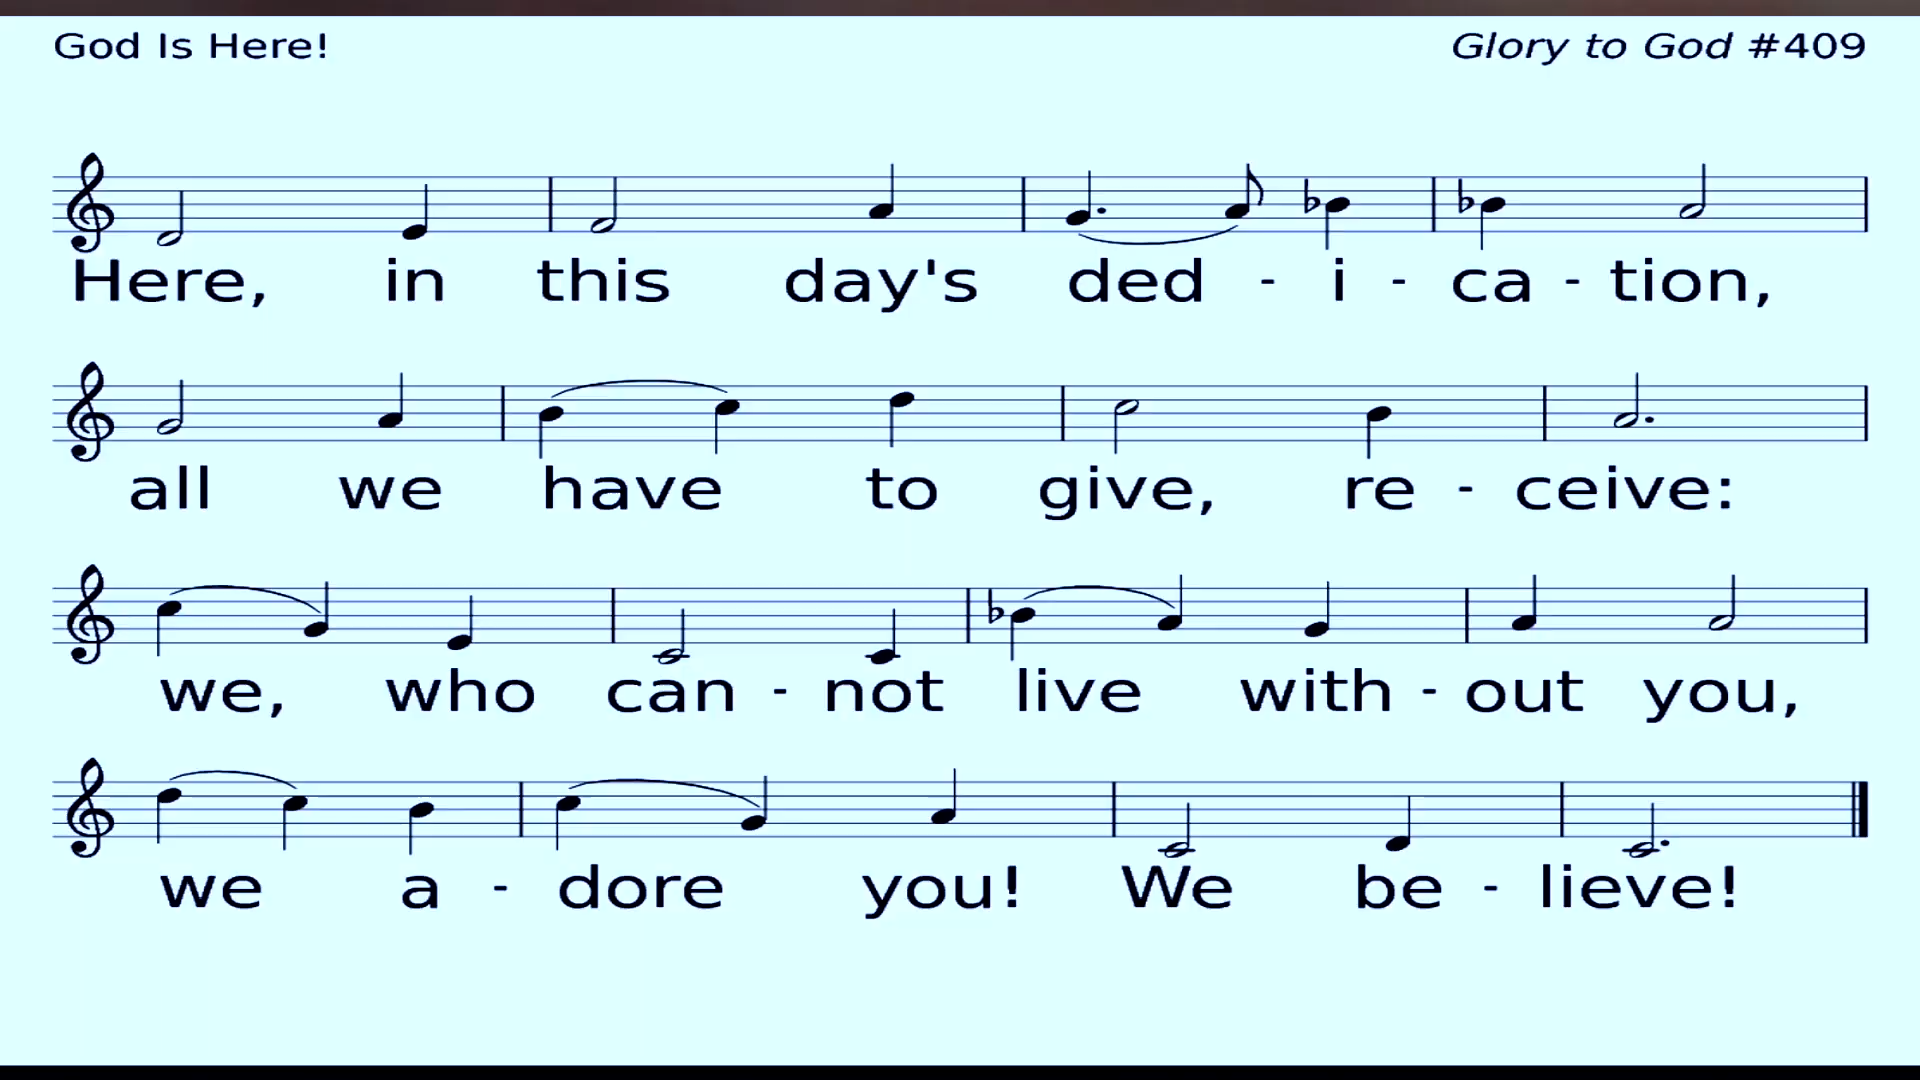 God Is Here!
Glory to God #409
Here, in this day's ded - i - ca - tion,
all we have to give, re - ceive:
we, who can - not live with - out you,
we a - dore you! We be - lieve!